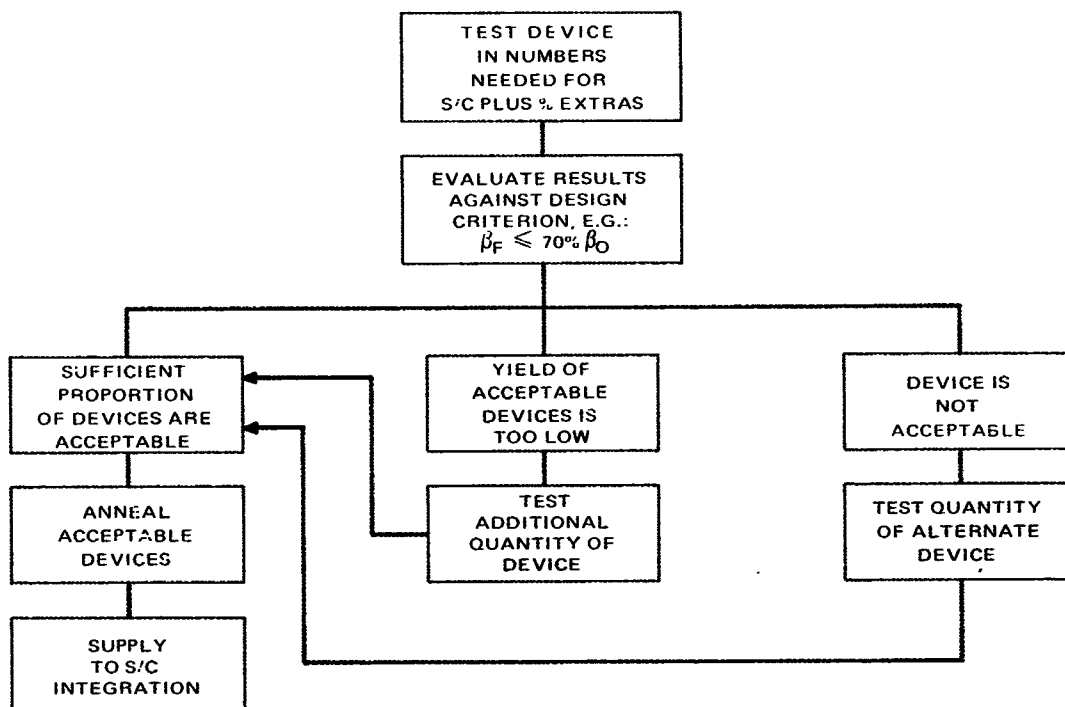 TEST DEVICE
IN NUMBERS
NEEDED FOR
S/C PLUS % EXTRAS
EVALUATE RESULTS
AGAINST DESIGN
CRITERION, E.G.:
βF ⩽ 70% βO
SUFFICIENT
PROPORTION
OF DEVICES ARE
ACCEPTABLE
YIELD OF
ACCEPTABLE
DEVICES IS
TOO LOW
DEVICE IS
NOT
ACCEPTABLE
ANNEAL
ACCEPTABLE
DEVICES
TEST
ADDITIONAL
QUANTITY OF
DEVICE
TEST QUANTITY
OF ALTERNATE
DEVICE
SUPPLY
TO S/C
INTEGRATION